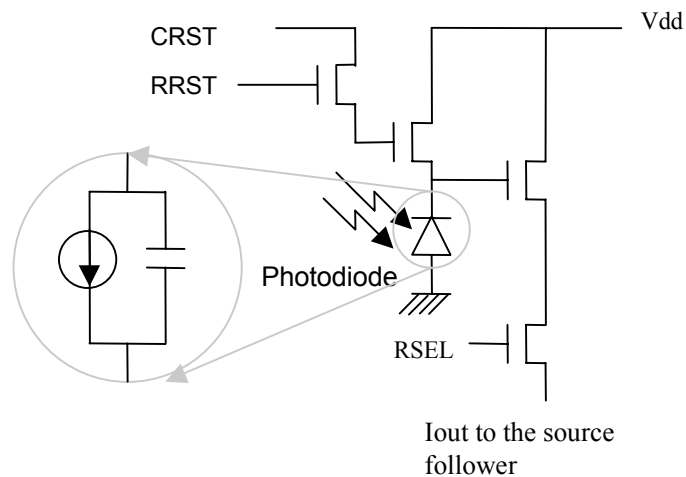 Vdd
CRST
RRST
Photodiode
RSEL
Iout to the source
follower